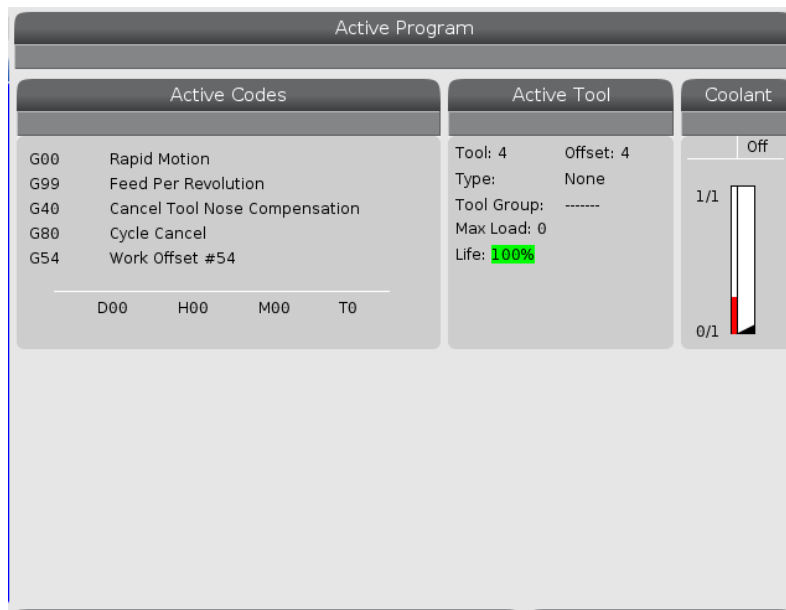 Active Program
Active Codes
G00 Rapid Motion
G99 Feed Per Revolution
G40 Cancel Tool Nose Compensation
G80 Cycle Cancel
G54 Work Offset #54
D00 H00 M00 T0
Active Tool
Tool: 4 Offset: 4
Type: None
Tool Group: -------
Max Load: 0
Life: 100%
Coolant
Off
1/1
0/1